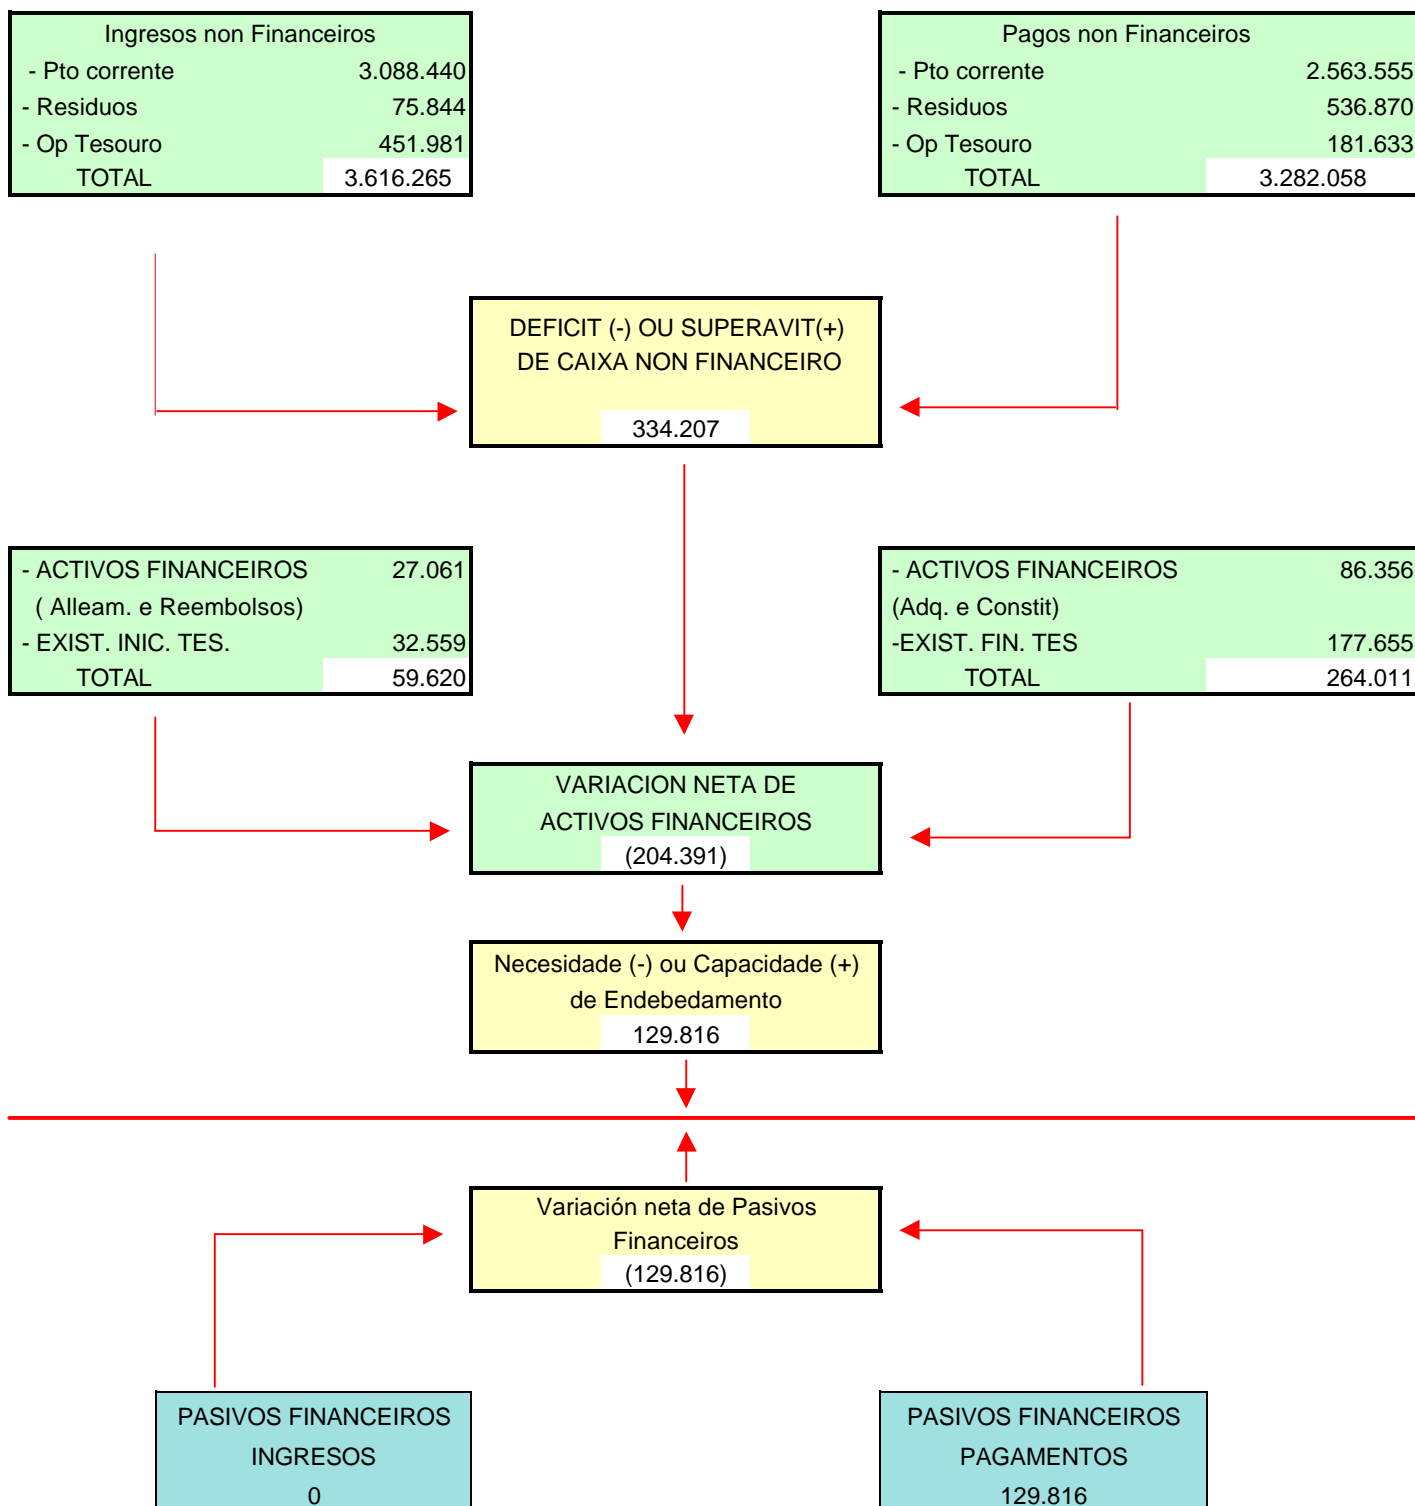 Ingresos non Financeiros
- Pto corrente 3.088.440
- Residuos 75.844
- Op Tesouro 451.981
TOTAL 3.616.265
Pagos non Financeiros
- Pto corrente 2.563.555
- Residuos 536.870
- Op Tesouro 181.633
TOTAL 3.282.058
DEFICIT (-) OU SUPERAVIT(+)
DE CAIXA NON FINANCEIRO
334.207
- ACTIVOS FINANCEIROS 27.061
( Alleam. e Reembolsos)
- EXIST. INIC. TES. 32.559
TOTAL 59.620
- ACTIVOS FINANCEIROS 86.356
(Adq. e Constit)
-EXIST. FIN. TES 177.655
TOTAL 264.011
VARIACION NETA DE
ACTIVOS FINANCEIROS
(204.391)
Necesidade (-) ou Capacidade (+)
de Endebedamento
129.816
Variación neta de Pasivos
Financeiros
(129.816)
PASIVOS FINANCEIROS
INGRESOS
0
PASIVOS FINANCEIROS
PAGAMENTOS
129.816